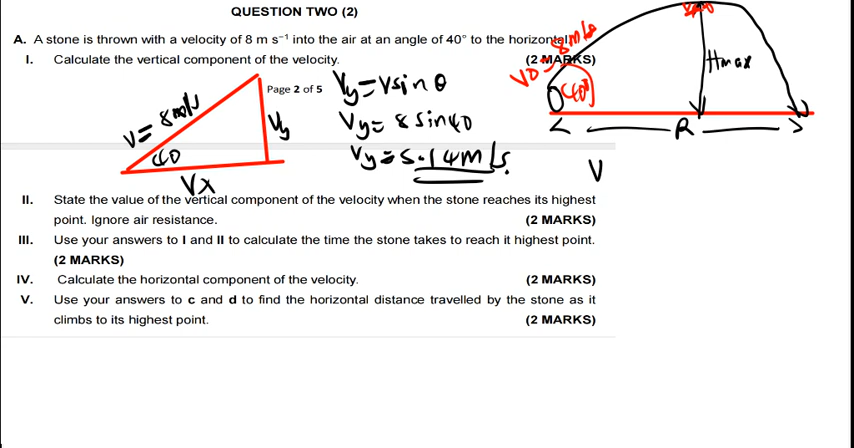 QUESTION TWO (2)
A. A stone is thrown with a velocity of 8 m s⁻¹ into the air at an angle of 40° to the horizontal.
I. Calculate the vertical component of the velocity. (2 MARKS)
Page 2 of 5
V= 8m/s
40
Vy
Vx
Vy=Vsinθ
Vy= 8 sin40
Vy=5.14m/s.
V0= 8m/s
40°
Hmax
R
V
II. State the value of the vertical component of the velocity when the stone reaches its highest
point. Ignore air resistance. (2 MARKS)
III. Use your answers to I and II to calculate the time the stone takes to reach it highest point.
(2 MARKS)
IV. Calculate the horizontal component of the velocity. (2 MARKS)
V. Use your answers to c and d to find the horizontal distance travelled by the stone as it
climbs to its highest point. (2 MARKS)